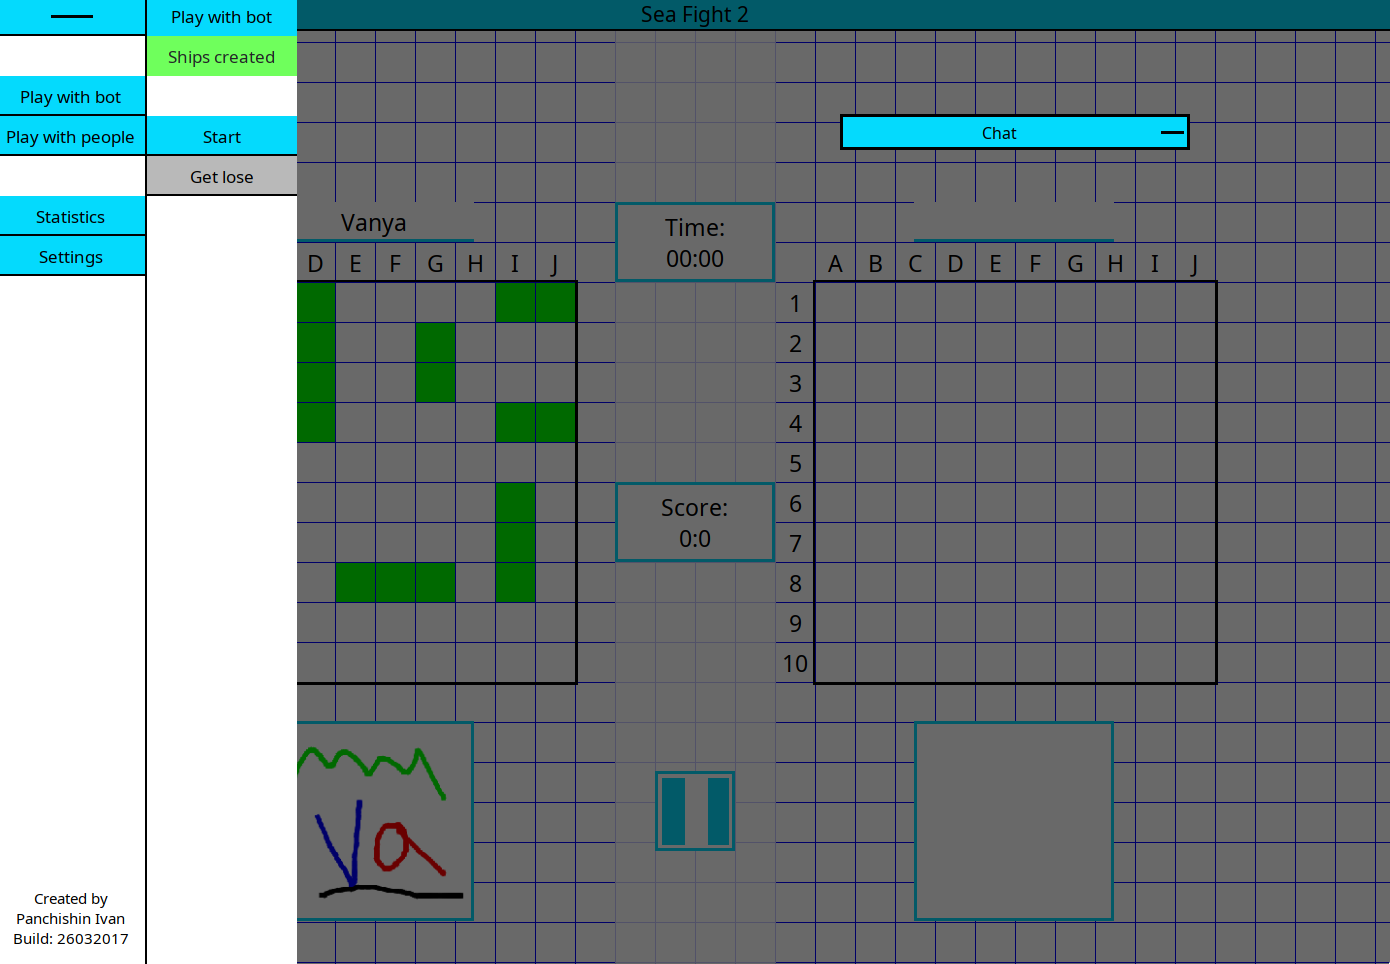 Sea Fight 2
Play with bot
Ships created
Play with bot
Play with people
Start
Get lose
Statistics
Settings
Chat
Vanya
Time:
00:00
D E F G H I J
A B C D E F G H I J
1
2
3
4
5
6
7
8
9
10
Score:
0:0
Va
Created by
Panchishin Ivan
Build: 26032017